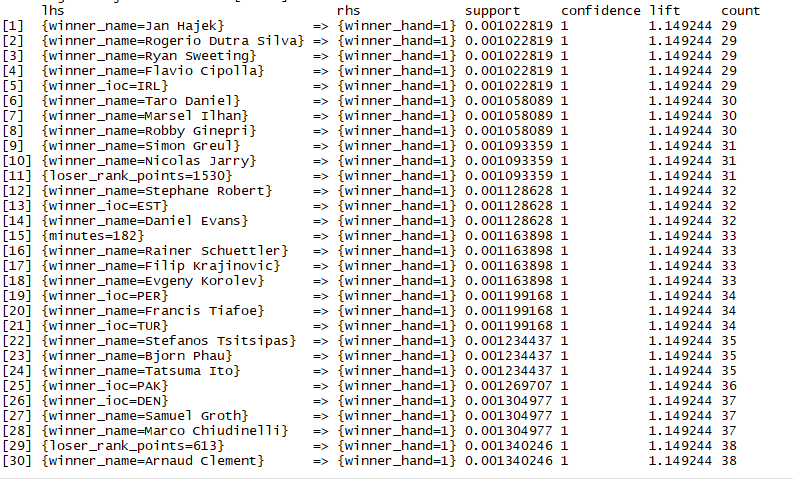 lhs rhs support confidence lift count
[1] {winner_name=Jan Hajek} => {winner_hand=1} 0.001022819 1 1.149244 29
[2] {winner_name=Rogerio Dutra Silva} => {winner_hand=1} 0.001022819 1 1.149244 29
[3] {winner_name=Ryan Sweeting} => {winner_hand=1} 0.001022819 1 1.149244 29
[4] {winner_name=Flavio Cipolla} => {winner_hand=1} 0.001022819 1 1.149244 29
[5] {winner_ioc=IRL} => {winner_hand=1} 0.001022819 1 1.149244 29
[6] {winner_name=Taro Daniel} => {winner_hand=1} 0.001058089 1 1.149244 30
[7] {winner_name=Marsel Ilhan} => {winner_hand=1} 0.001058089 1 1.149244 30
[8] {winner_name=Robby Ginepri} => {winner_hand=1} 0.001058089 1 1.149244 30
[9] {winner_name=Simon Greul} => {winner_hand=1} 0.001093359 1 1.149244 31
[10] {winner_name=Nicolas Jarry} => {winner_hand=1} 0.001093359 1 1.149244 31
[11] {loser_rank_points=1530} => {winner_hand=1} 0.001093359 1 1.149244 31
[12] {winner_name=Stephane Robert} => {winner_hand=1} 0.001128628 1 1.149244 32
[13] {winner_ioc=EST} => {winner_hand=1} 0.001128628 1 1.149244 32
[14] {winner_name=Daniel Evans} => {winner_hand=1} 0.001128628 1 1.149244 32
[15] {minutes=182} => {winner_hand=1} 0.001163898 1 1.149244 33
[16] {winner_name=Rainer Schuettler} => {winner_hand=1} 0.001163898 1 1.149244 33
[17] {winner_name=Filip Krajinovic} => {winner_hand=1} 0.001163898 1 1.149244 33
[18] {winner_name=Evgeny Korolev} => {winner_hand=1} 0.001163898 1 1.149244 33
[19] {winner_ioc=PER} => {winner_hand=1} 0.001199168 1 1.149244 34
[20] {winner_name=Francis Tiafoe} => {winner_hand=1} 0.001199168 1 1.149244 34
[21] {winner_ioc=TUR} => {winner_hand=1} 0.001199168 1 1.149244 34
[22] {winner_name=Stefanos Tsitsipas} => {winner_hand=1} 0.001234437 1 1.149244 35
[23] {winner_name=Bjorn Phau} => {winner_hand=1} 0.001234437 1 1.149244 35
[24] {winner_name=Tatsuma Ito} => {winner_hand=1} 0.001234437 1 1.149244 35
[25] {winner_ioc=PAK} => {winner_hand=1} 0.001269707 1 1.149244 36
[26] {winner_ioc=DEN} => {winner_hand=1} 0.001304977 1 1.149244 37
[27] {winner_name=Samuel Groth} => {winner_hand=1} 0.001304977 1 1.149244 37
[28] {winner_name=Marco Chiudinelli} => {winner_hand=1} 0.001304977 1 1.149244 37
[29] {loser_rank_points=613} => {winner_hand=1} 0.001340246 1 1.149244 38
[30] {winner_name=Arnaud Clement} => {winner_hand=1} 0.001340246 1 1.149244 38